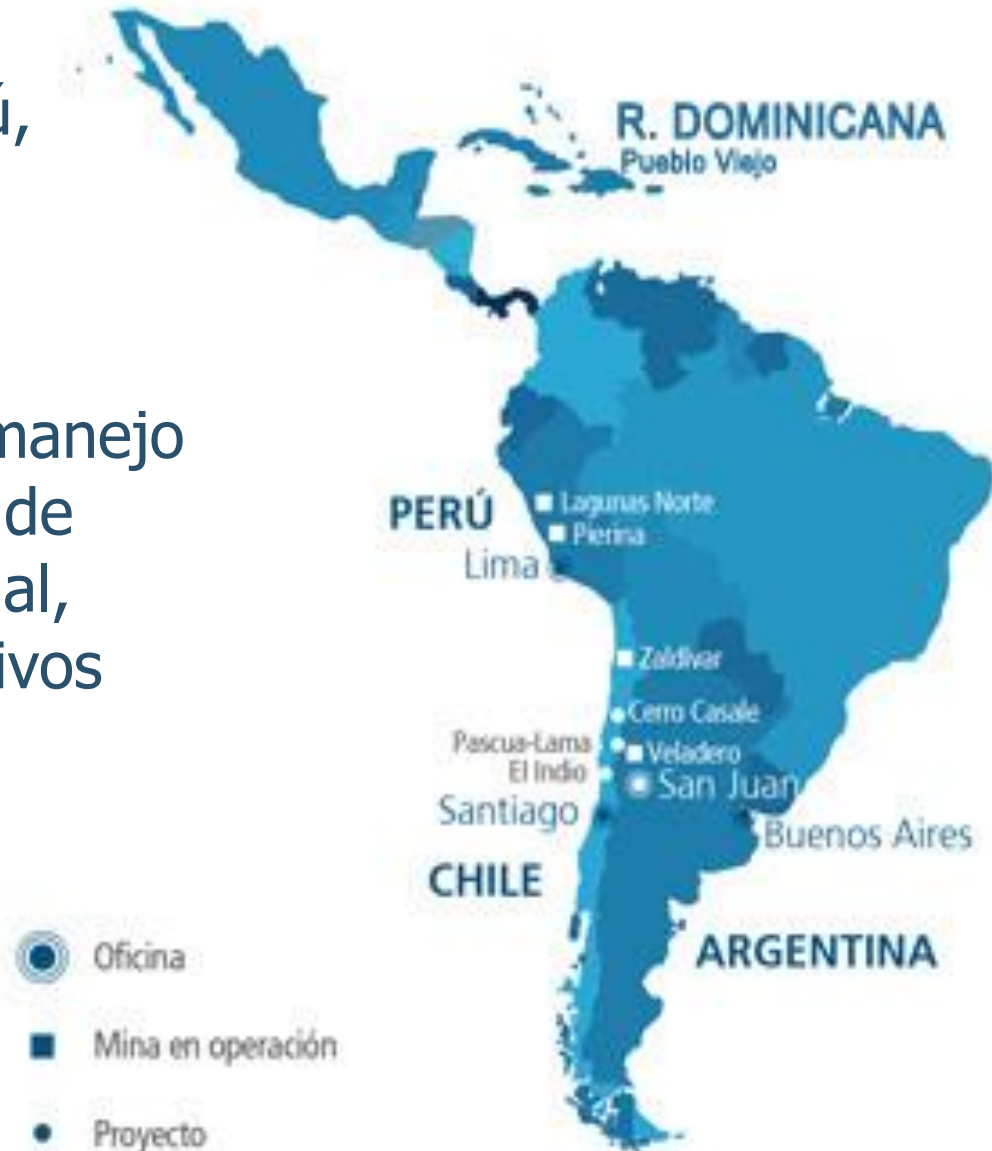 ú,
manejo
de
al,
ivos
R. DOMINICANA
Pueblo Viejo
PERÚ
Lagunas Norte
Pierina
Lima
Zaldívar
Cerro Casale
Pascua-Lama
Veladero
El Indio
San Juan
Santiago
Buenos Aires
CHILE
ARGENTINA
Oficina
Mina en operación
Proyecto